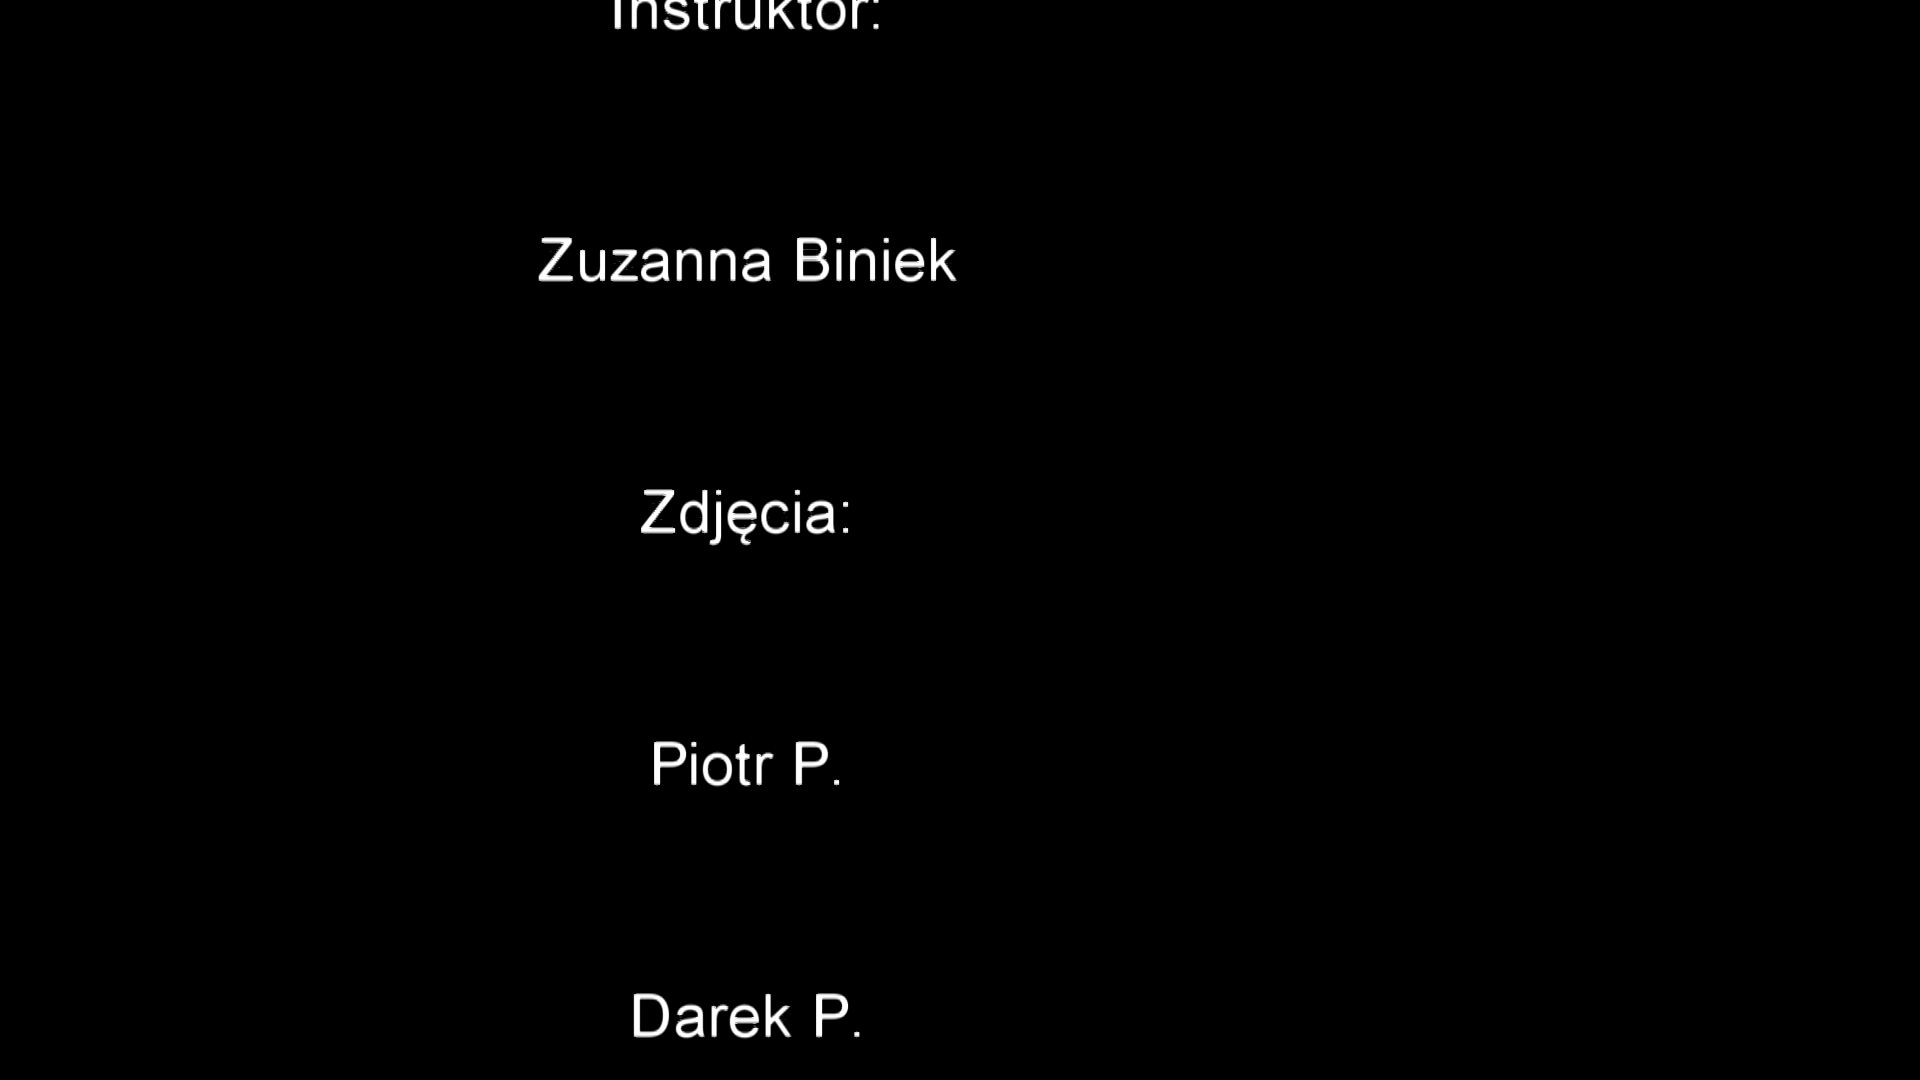 Instruktor:
Zuzanna Biniek
Zdjęcia:
Piotr P.
Darek P.